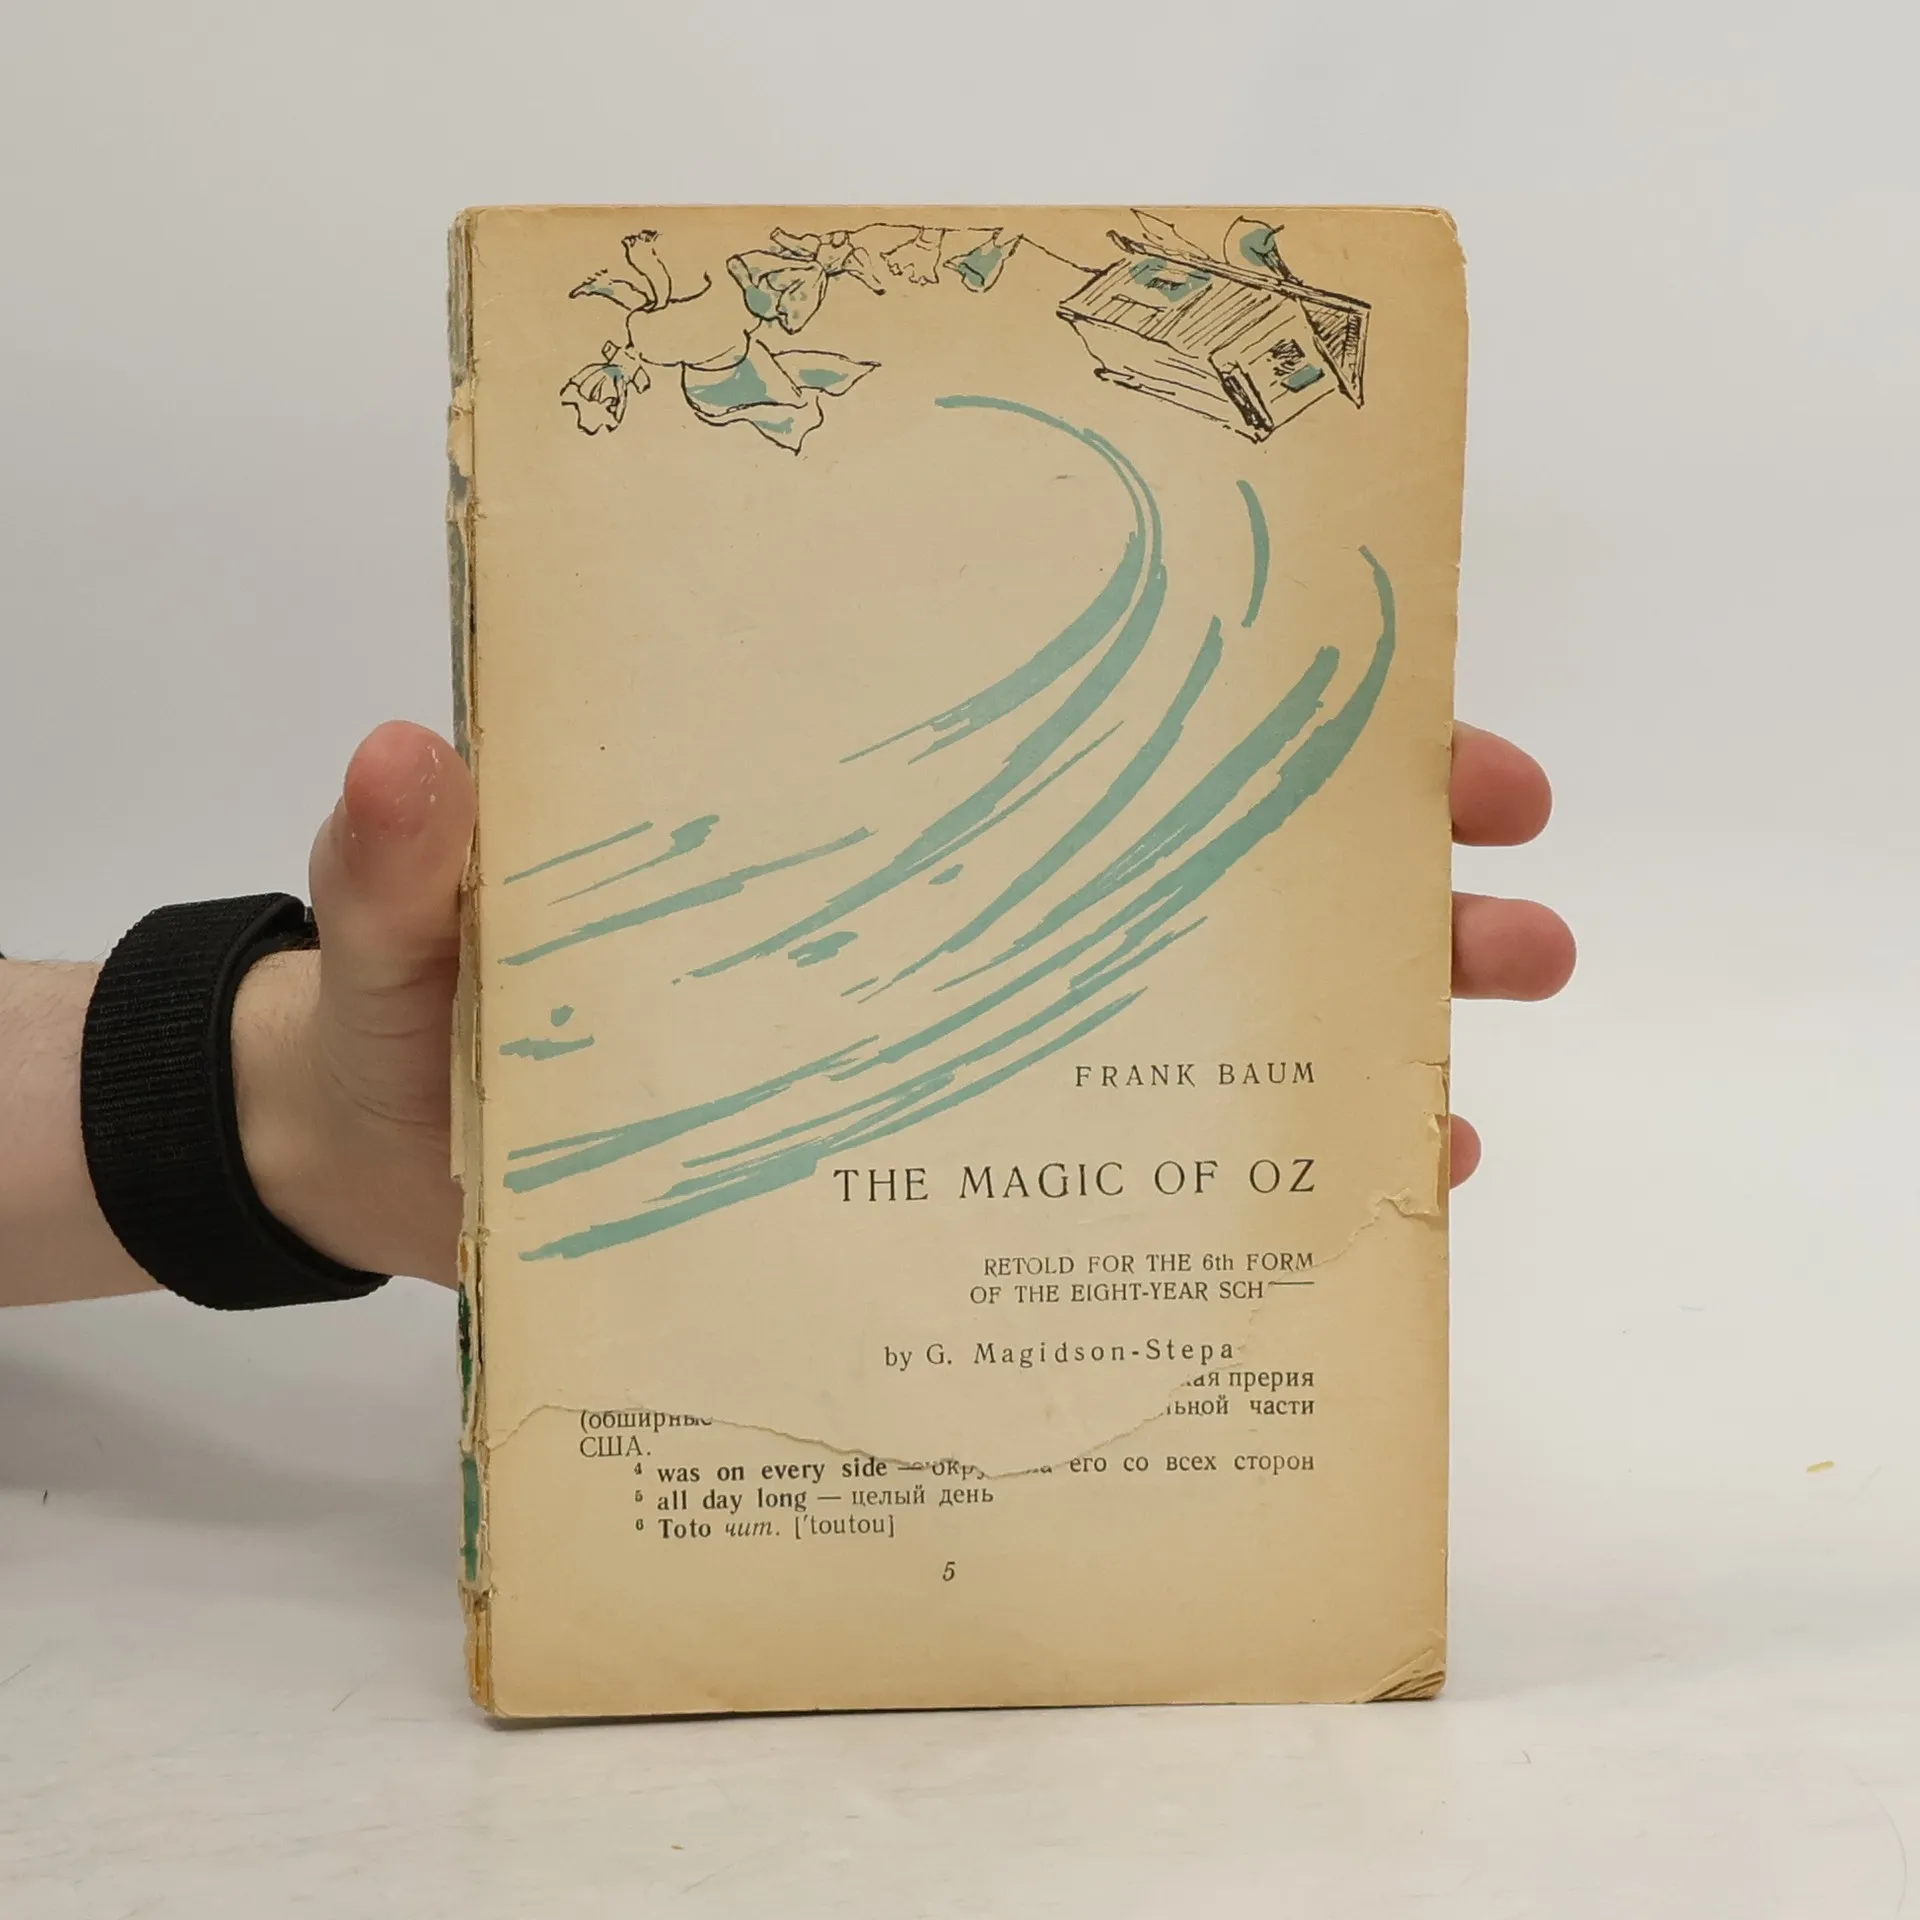 FRANK BAUM
THE MAGIC OF OZ
RETOLD FOR THE 6th FORM
OF THE EIGHT-YEAR SCH
by G. Magidson-Stepa
прерия
(обширные части
США.
⁴ was on every side — его со всех сторон
⁵ all day long — целый день
⁶ Toto чит. ['toutou]
5